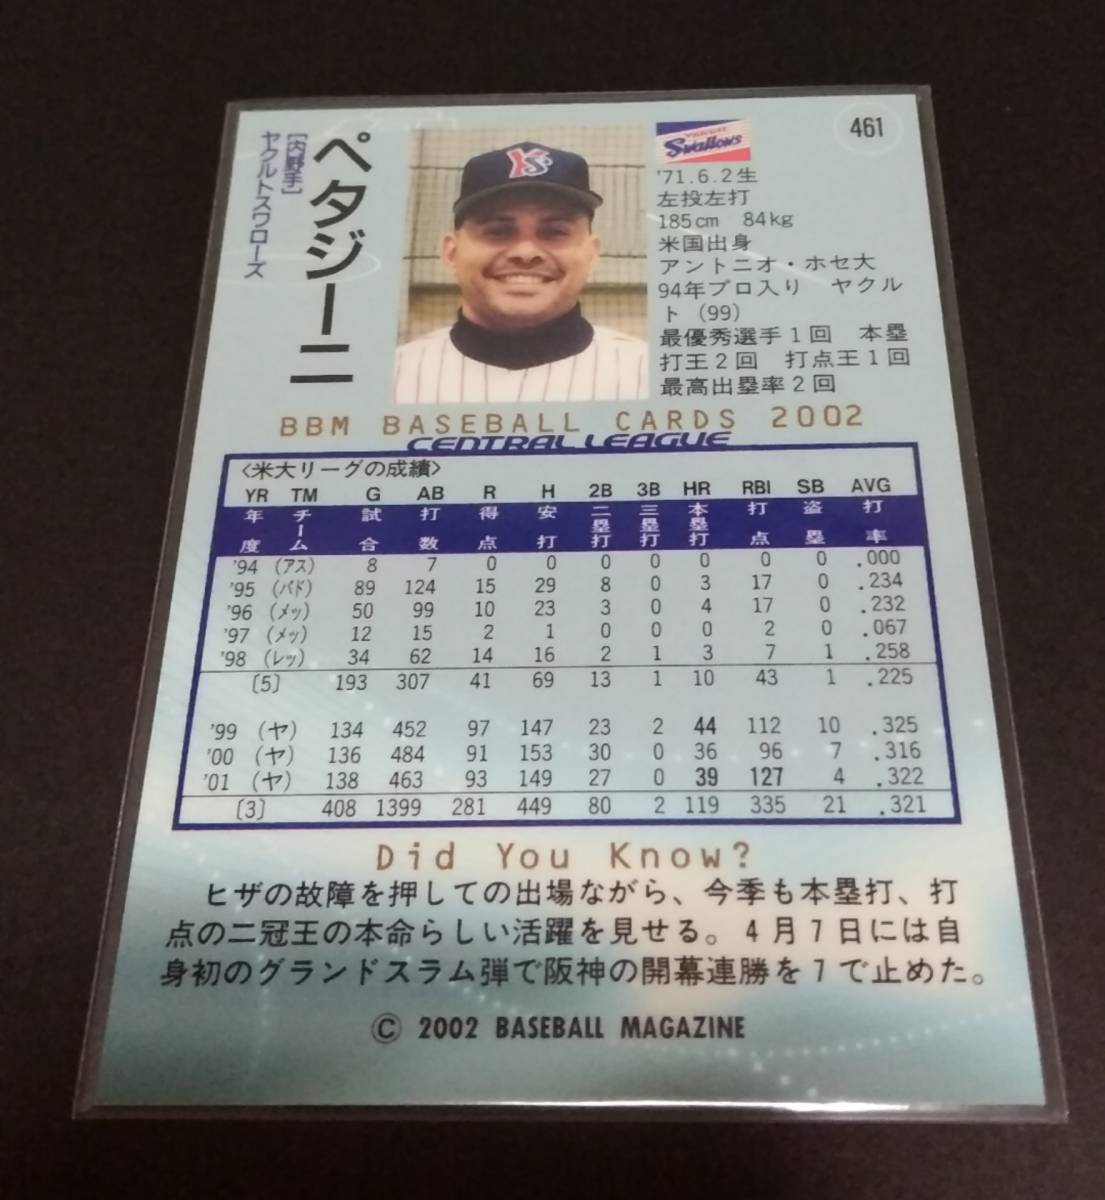 461
ペタジーニ
[内野手]
ヤクルトスワローズ
YS
YAKULT
Swallows
'71.6.2生
左投左打
185cm 84kg
米国出身
アントニオ・ホセ大
94年プロ入り ヤクル
ト(99)
最優秀選手1回 本塁
打王2回 打点王1回
最高出塁率2回
BBM BASEBALL CARDS 2002
CENTRAL LEAGUE
〈米大リーグの成績〉
YR TM G AB R H 2B 3B HR RBI SB AVG
年度 チーム 試合 打数 得点 安打 二塁打 三塁打 本塁打 打点 盗塁 打率
'94 (アス) 8 7 0 0 0 0 0 0 0 .000
'95 (パド) 89 124 15 29 8 0 3 17 0 .234
'96 (メッ) 50 99 10 23 3 0 4 17 0 .232
'97 (メッ) 12 15 2 1 0 0 0 2 0 .067
'98 (レッ) 34 62 14 16 2 1 3 7 1 .258
[5] 193 307 41 69 13 1 10 43 1 .225
'99 (ヤ) 134 452 97 147 23 2 44 112 10 .325
'00 (ヤ) 136 484 91 153 30 0 36 96 7 .316
'01 (ヤ) 138 463 93 149 27 0 39 127 4 .322
[3] 408 1399 281 449 80 2 119 335 21 .321
Did You Know?
ヒザの故障を押しての出場ながら、今季も本塁打、打
点の二冠王の本命らしい活躍を見せる。4月7日には自
身初のグランドスラム弾で阪神の開幕連勝を7で止めた。
© 2002 BASEBALL MAGAZINE